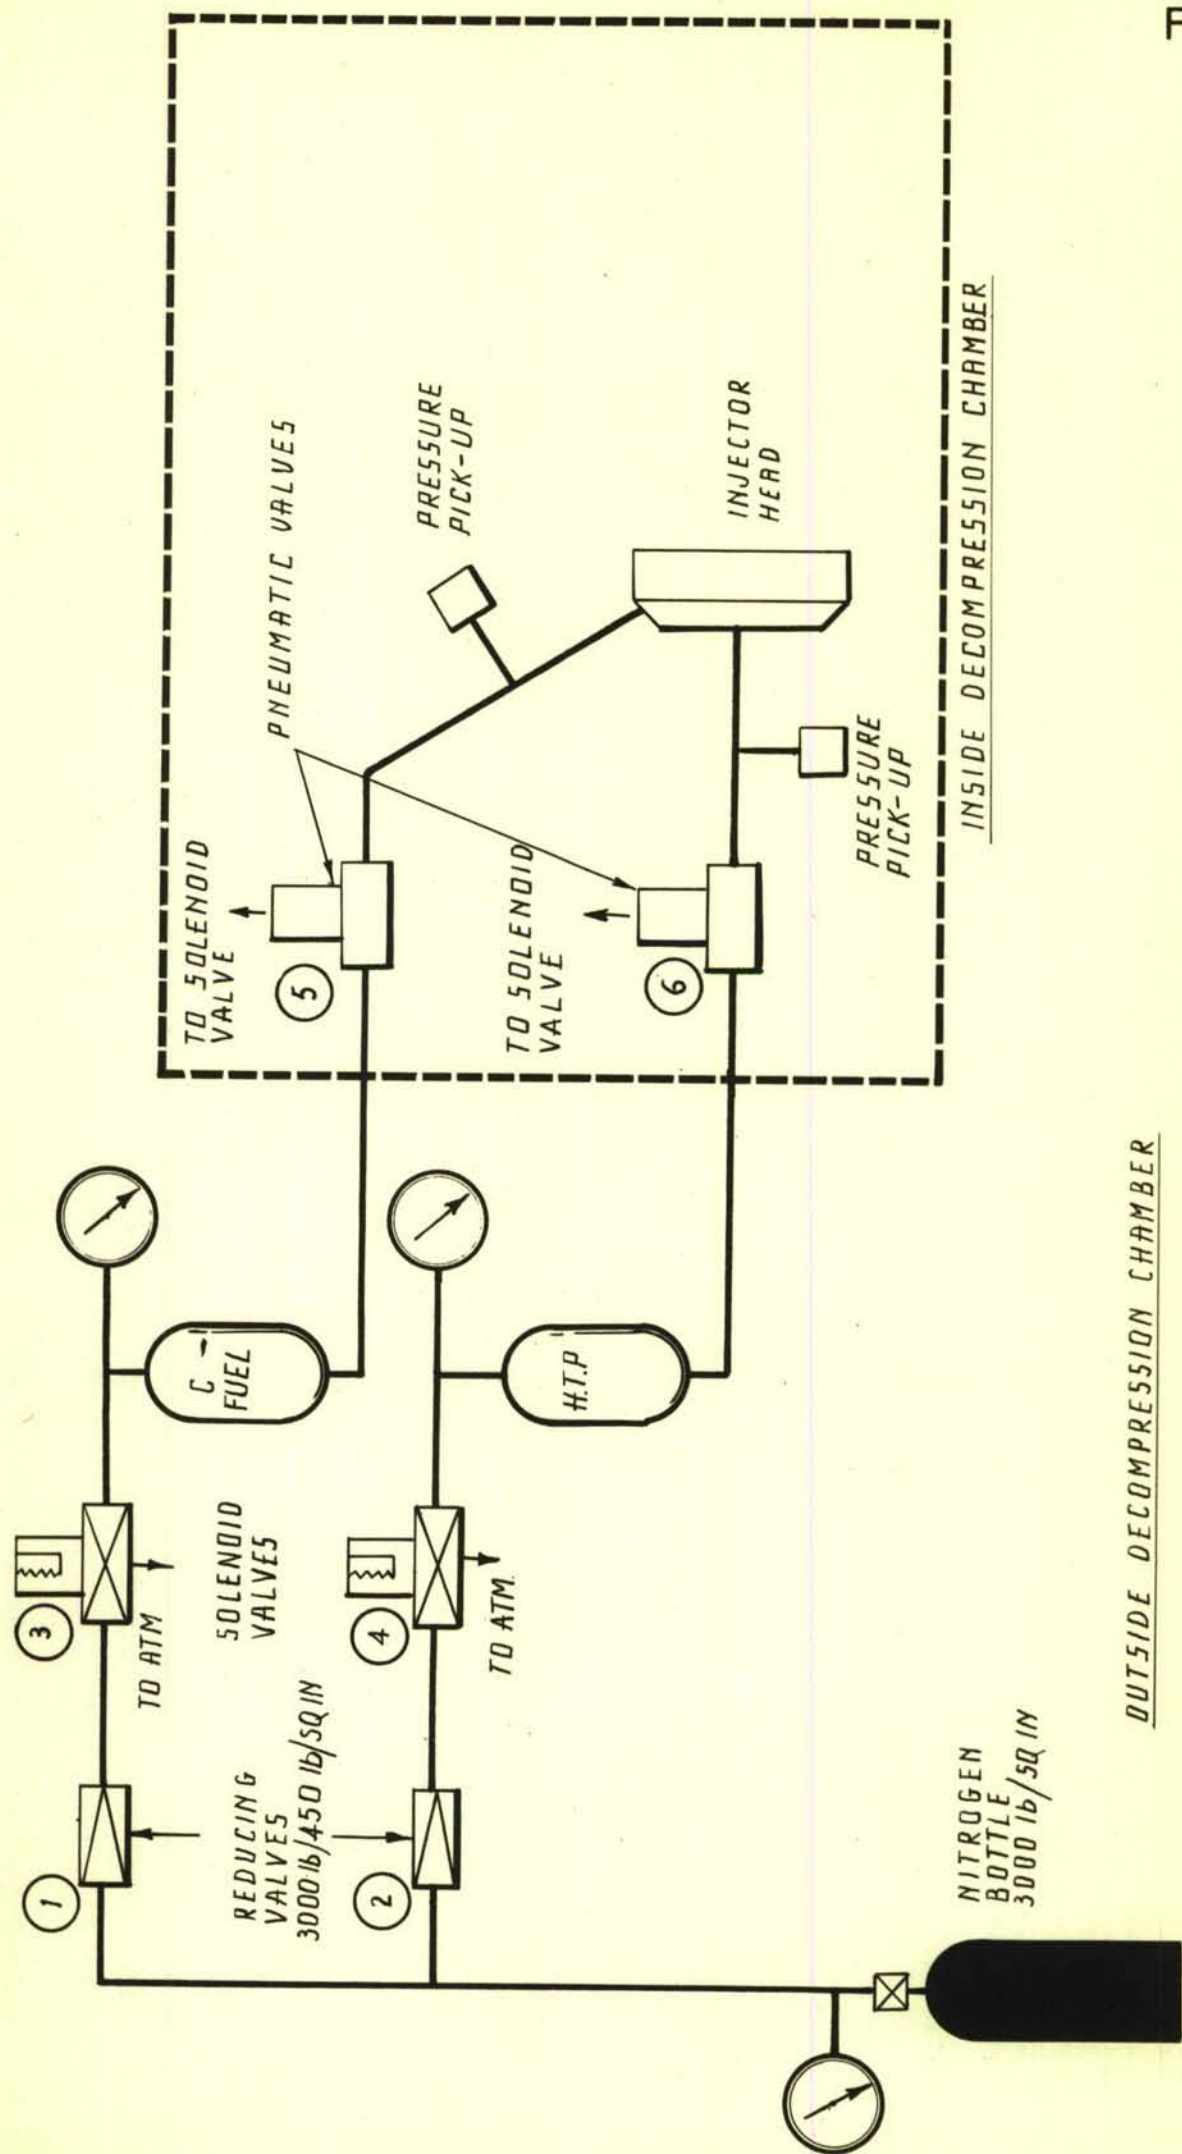 F
3
TO ATM
SOLENOID
VALVES
C
FUEL
TO SOLENOID
VALVE
5
PNEUMATIC VALVES
PRESSURE
PICK-UP
1
REDUCING
VALVES
3000 lb/450 lb/SQ IN
2
4
TO ATM.
H.T.P
TO SOLENOID
VALVE
6
PRESSURE
PICK-UP
INJECTOR
HEAD
INSIDE DECOMPRESSION CHAMBER
NITROGEN
BOTTLE
3000 lb/SQ IN
OUTSIDE DECOMPRESSION CHAMBER